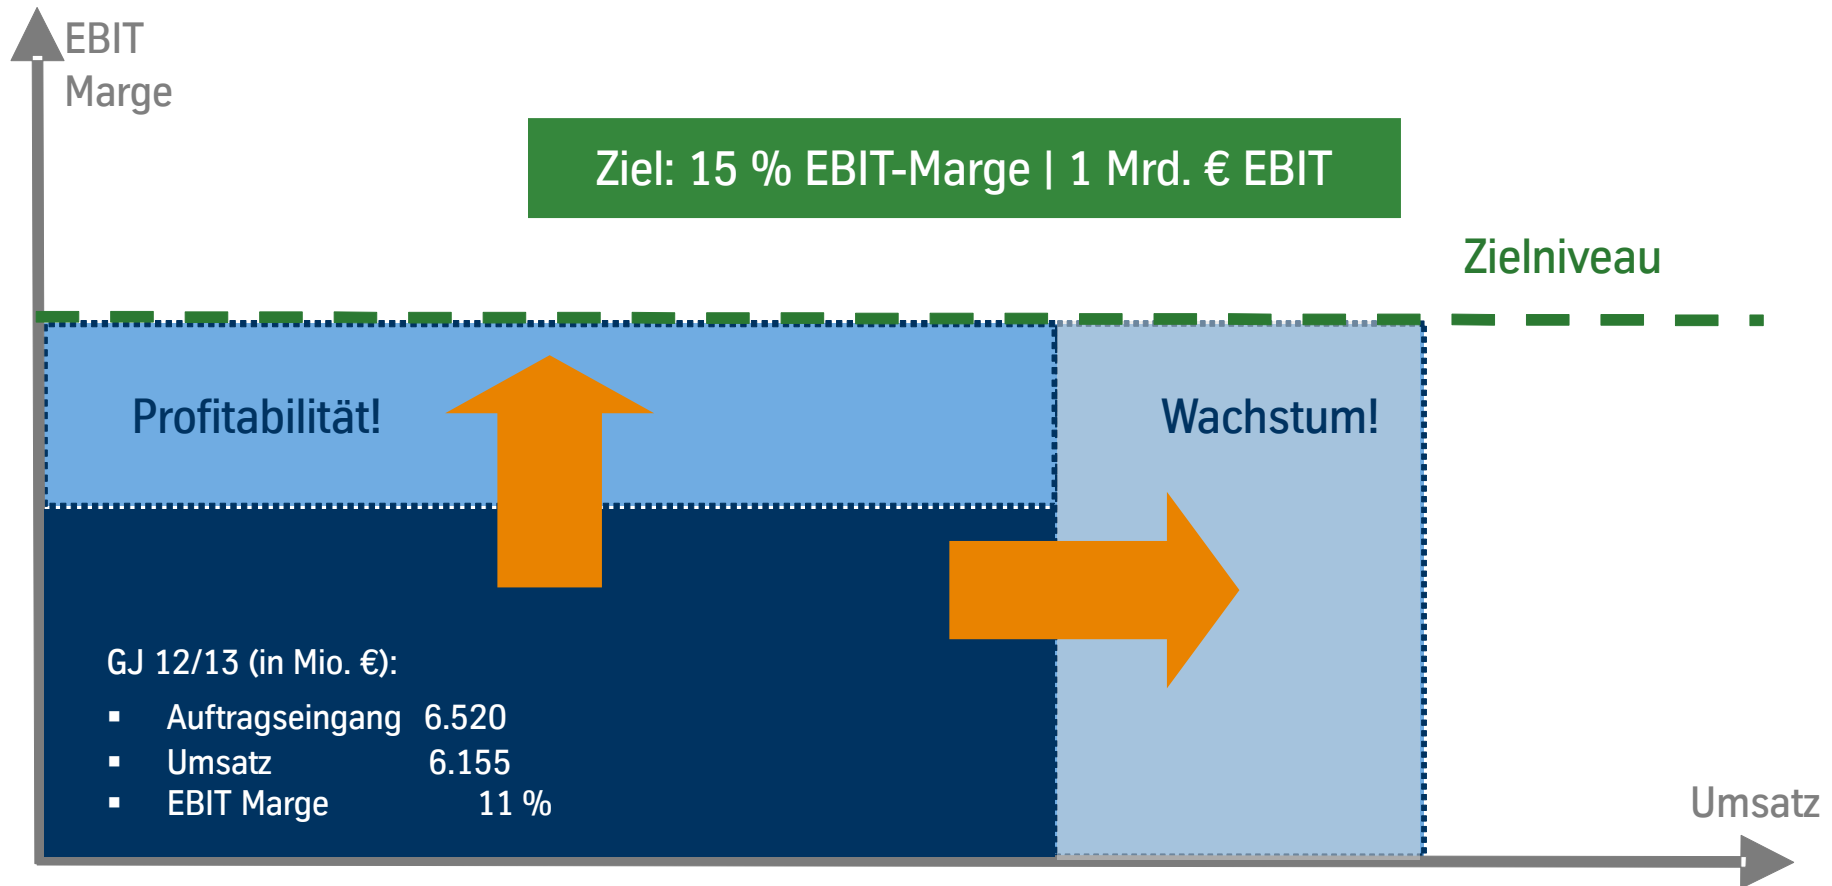 EBIT
Marge
Ziel: 15 % EBIT-Marge | 1 Mrd. € EBIT
Zielniveau
Profitabilität!
Wachstum!
GJ 12/13 (in Mio. €):
▪ Auftragseingang 6.520
▪ Umsatz 6.155
▪ EBIT Marge 11 %
Umsatz